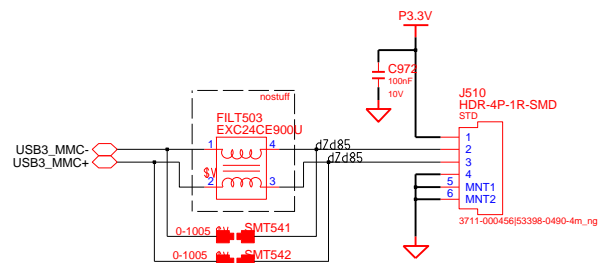 P3.3V
C972
100nF
10V
J510
HDR-4P-1R-SMD
STD
nostuff
FILT503
EXC24CE900U
USB3_MMC-
USB3_MMC+
1
4
2
3
$V
dZd85
dZd85
1
2
3
4
5
MNT1
6
MNT2
3711-000456|53398-0490-4m_ng
0-1005
SMT541
0-1005
SMT542